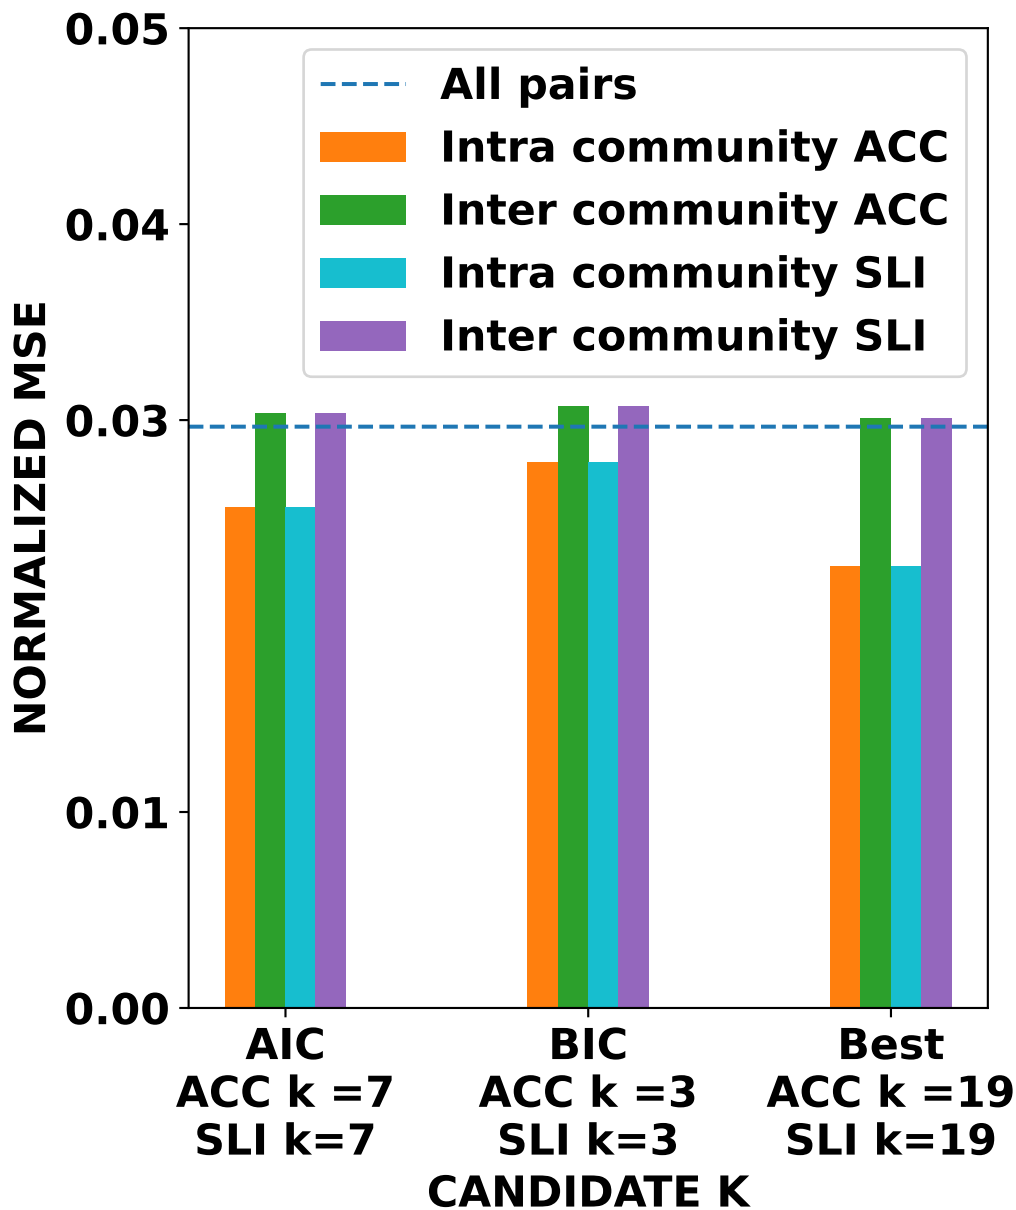 0.05
0.04
0.03
0.01
0.00
NORMALIZED MSE
All pairs
Intra community ACC
Inter community ACC
Intra community SLI
Inter community SLI
AIC
ACC k =7
SLI k=7
BIC
ACC k =3
SLI k=3
Best
ACC k =19
SLI k=19
CANDIDATE K